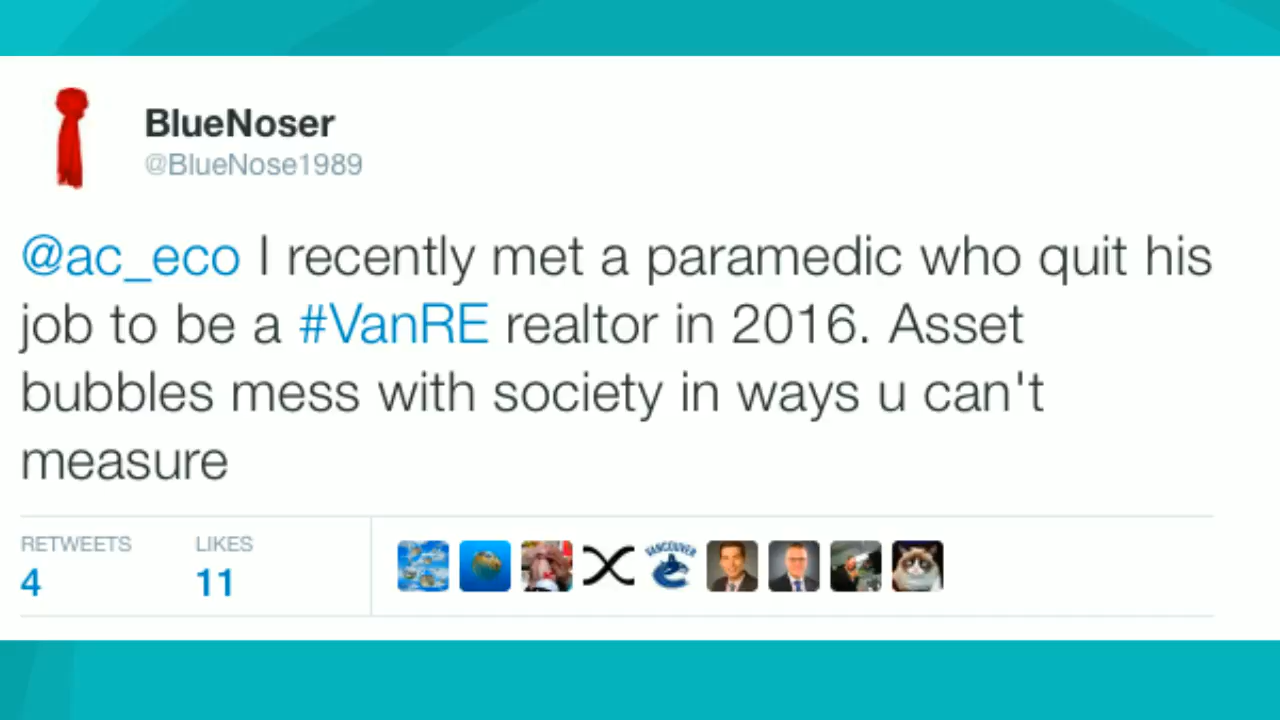 BlueNoser
@BlueNose1989
@ac_eco I recently met a paramedic who quit his
job to be a #VanRE realtor in 2016. Asset
bubbles mess with society in ways u can't
measure
RETWEETS LIKES
4 11
VANCOUVER